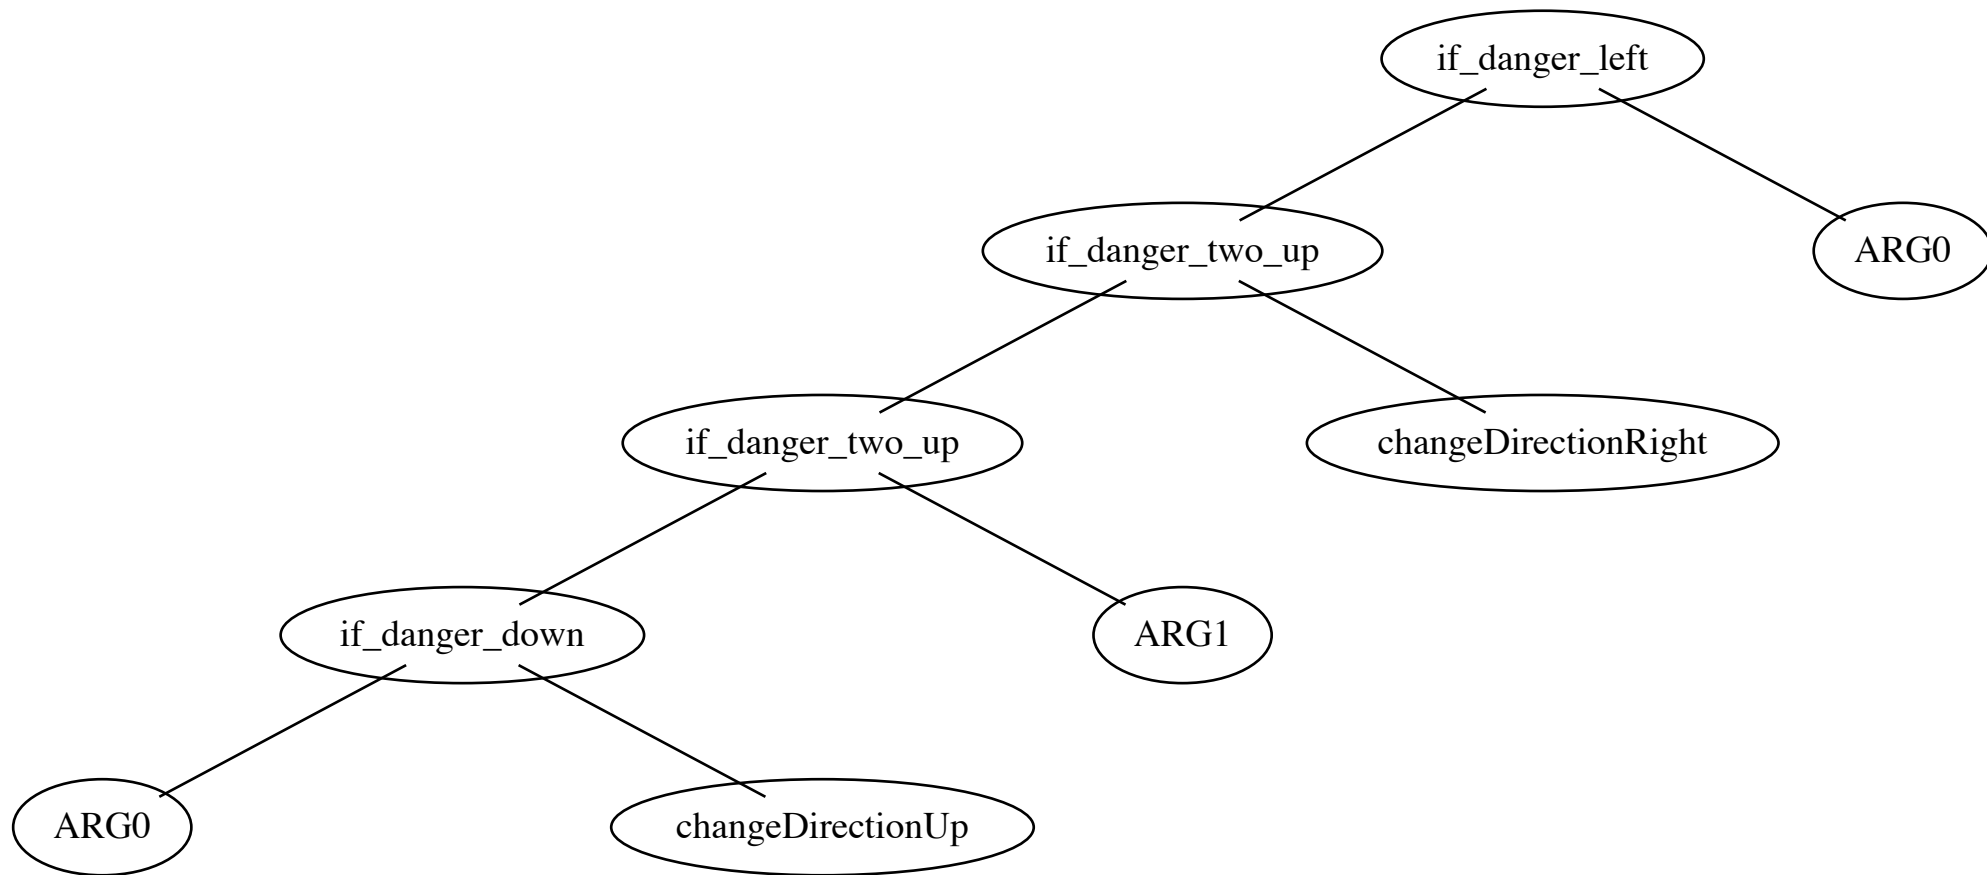 if_danger_left
if_danger_two_up
ARG0
if_danger_two_up
changeDirectionRight
if_danger_down
ARG1
ARG0
changeDirectionUp